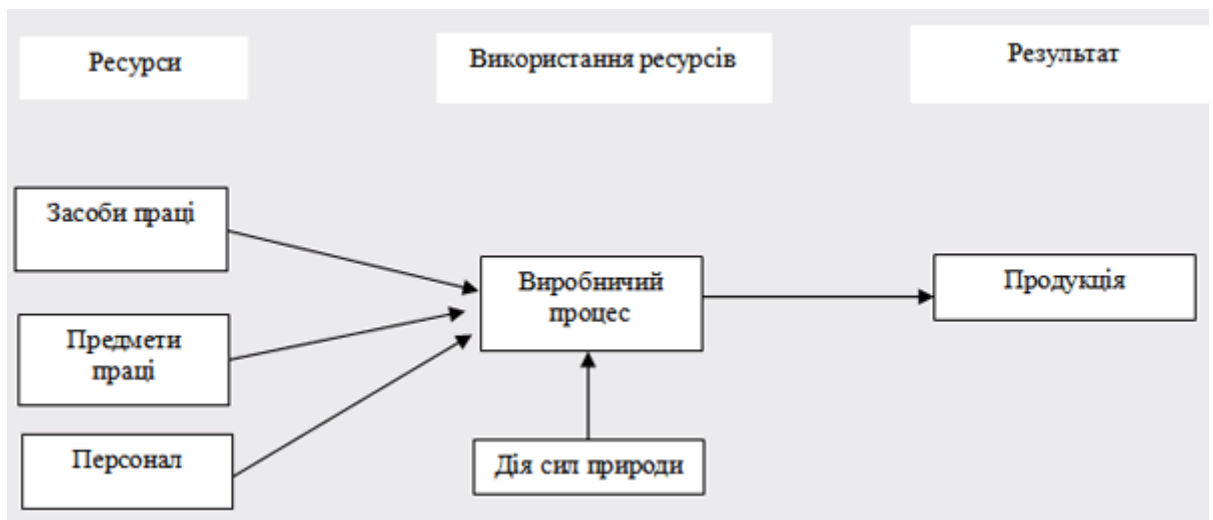 Ресурси
Використання ресурсів
Результат
Засоби праці
Предмети
праці
Персонал
Виробничий
процес
Дія сил природи
Продукція